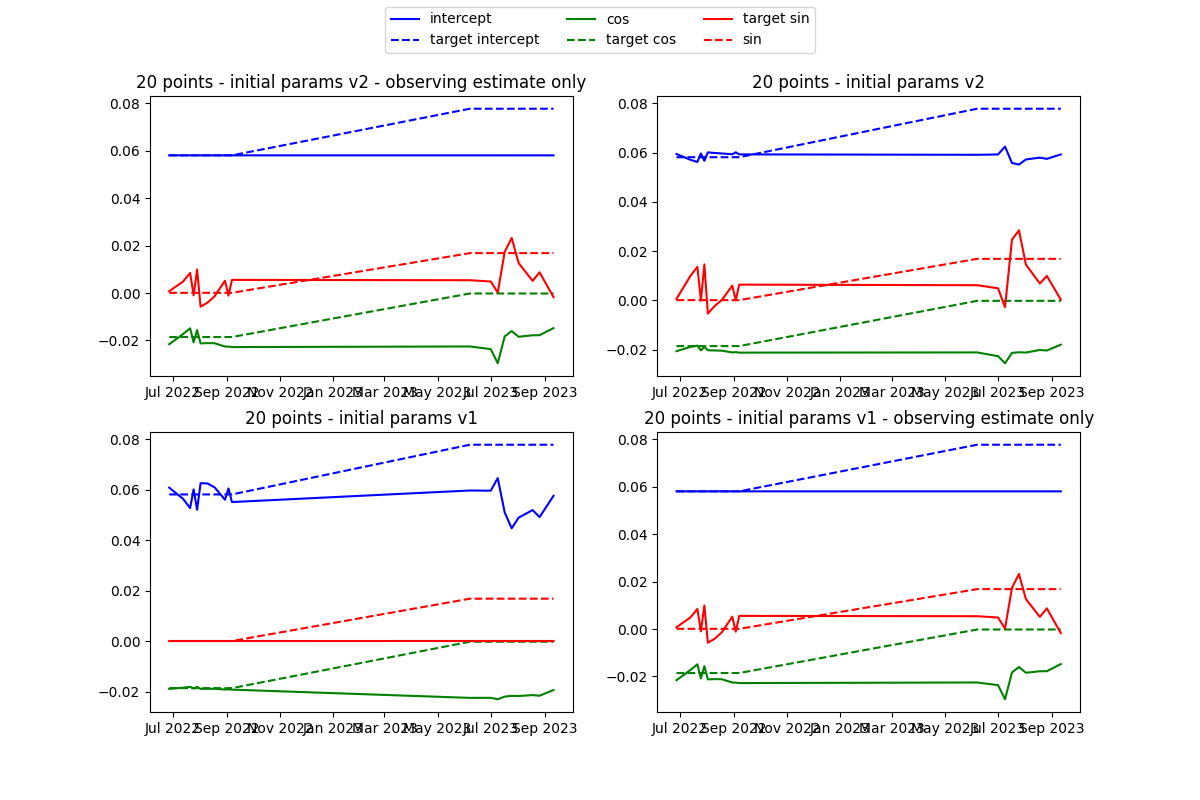 intercept cos target sin
target intercept target cos sin
20 points - initial params v2 - observing estimate only
0.08
0.06
0.04
0.02
0.00
−0.02
Jul 2022 Sep 2022 Nov 2022 Jan 2023 Mar 2023 May 2023 Jul 2023 Sep 2023
20 points - initial params v2
0.08
0.06
0.04
0.02
0.00
−0.02
Jul 2022 Sep 2022 Nov 2022 Jan 2023 Mar 2023 May 2023 Jul 2023 Sep 2023
20 points - initial params v1
0.08
0.06
0.04
0.02
0.00
−0.02
Jul 2022 Sep 2022 Nov 2022 Jan 2023 Mar 2023 May 2023 Jul 2023 Sep 2023
20 points - initial params v1 - observing estimate only
0.08
0.06
0.04
0.02
0.00
−0.02
Jul 2022 Sep 2022 Nov 2022 Jan 2023 Mar 2023 May 2023 Jul 2023 Sep 2023